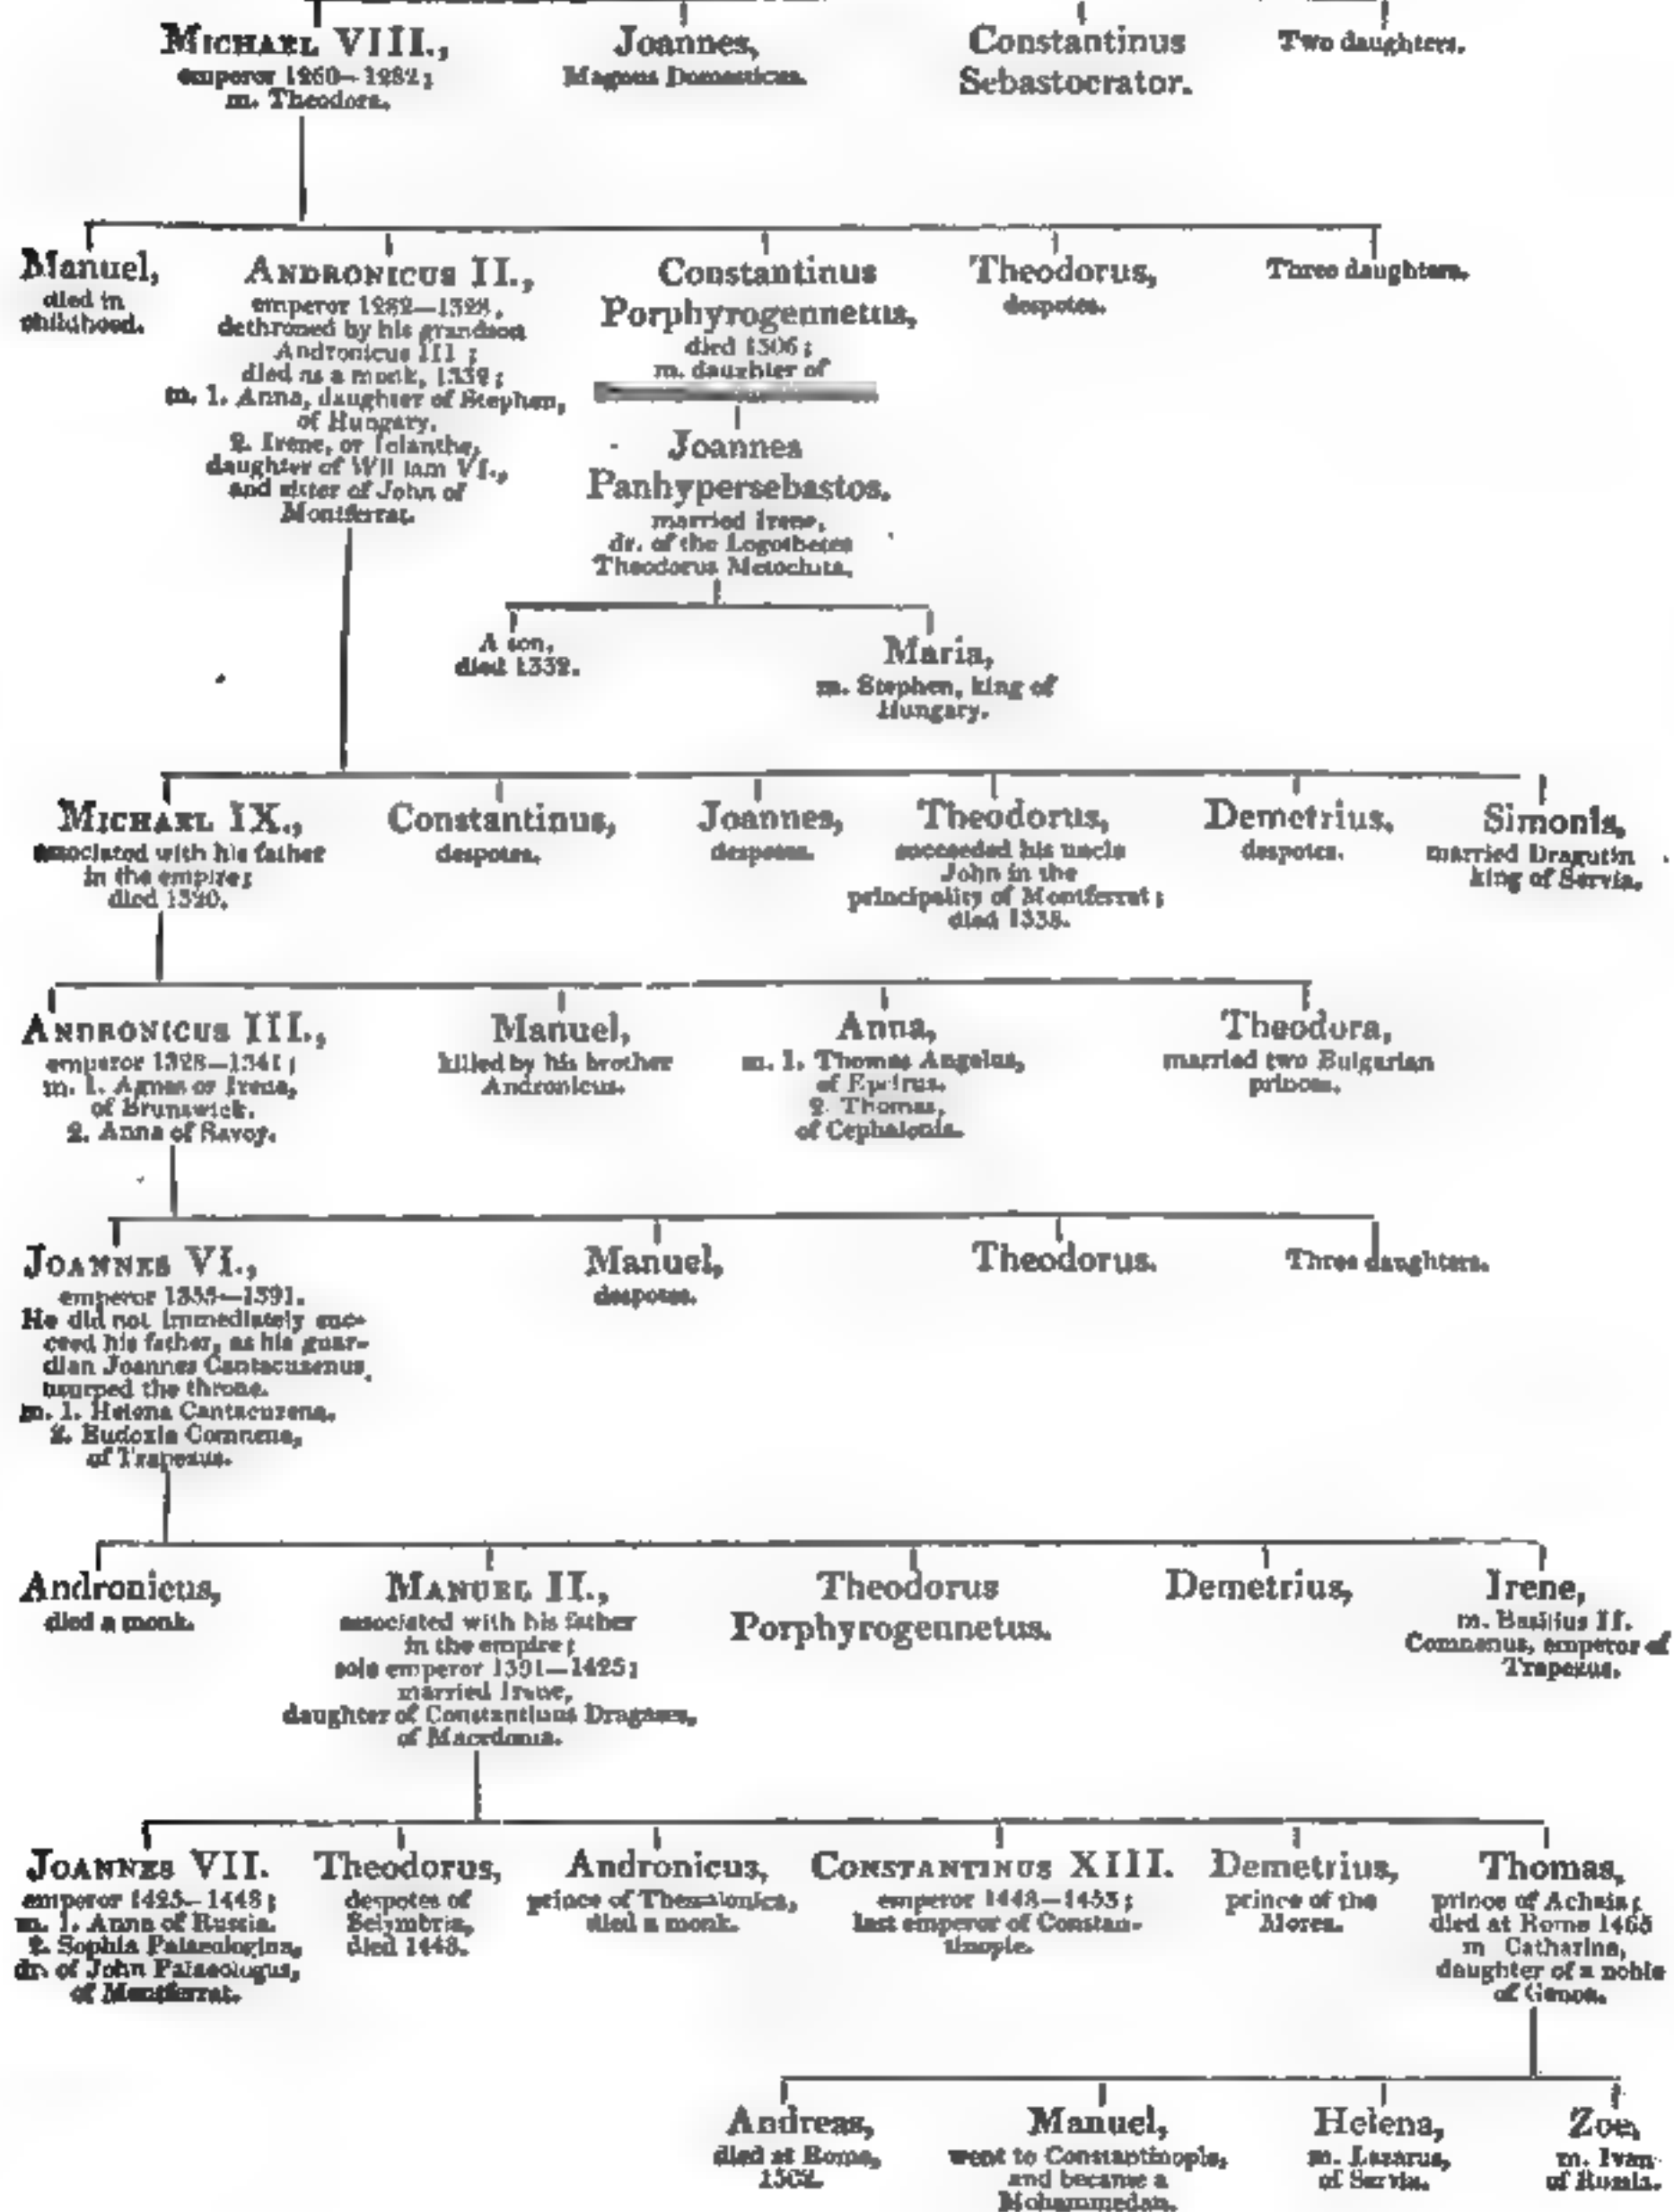 MICHAEL VIII.,
emperor 1260–1282;
m. Theodora.
Joannes,
Magnus Domesticus.
Constantinus
Sebastocrator.
Two daughters.
Manuel,
died in
childhood.
ANDRONICUS II.,
emperor 1282—1328,
dethroned by his grandson
Andronicus III;
died as a monk, 1332;
m. 1. Anna, daughter of Stephen,
of Hungary.
2. Irene, or Iolanthe,
daughter of William VI.,
and sister of John of
Montferrat.
Constantinus
Porphyrogennetus,
died 1306;
m. daughter of
Joannes
Panhypersebastos.
married Irene,
dr. of the Logothetes
Theodorus Metochita.
A son,
died 1332.
Maria,
m. Stephen, king of
Hungary.
Theodorus,
despotes.
Three daughters.
MICHAEL IX.,
associated with his father
in the empire;
died 1320.
Constantinus,
despotes.
Joannes,
despotes.
Theodorus,
succeeded his uncle
John in the
principality of Montferrat;
died 1338.
Demetrius,
despotes.
Simonis,
married Dragutin
king of Servia.
ANDRONICUS III.,
emperor 1328—1341;
m. 1. Agnes or Irene,
of Brunswick.
2. Anna of Savoy.
Manuel,
killed by his brother
Andronicus.
Anna,
m. 1. Thomas Angelus,
of Epeirus.
2. Thomas,
of Cephalonia.
Theodora,
married two Bulgarian
princes.
JOANNES VI.,
emperor 1355—1391.
He did not immediately suc-
ceed his father, as his guar-
dian Joannes Cantacuzenus
usurped the throne.
m. 1. Helena Cantacuzena,
2. Eudoxia Comnena,
of Trapezus.
Manuel,
despotes.
Theodorus.
Three daughters.
Andronicus,
died a monk.
MANUEL II.,
associated with his father
in the empire;
sole emperor 1391—1425;
married Irene,
daughter of Constantinus Dragases,
of Macedonia.
Theodorus
Porphyrogennetus.
Demetrius,
Irene,
m. Basilius II.
Comnenus, emperor of
Trapezus.
JOANNES VII.
emperor 1425–1448;
m. 1. Anna of Russia.
2. Sophia Palaeologina,
dr. of John Palaeologus,
of Montferrat.
Theodorus,
despotes of
Selymbria,
died 1448.
Andronicus,
prince of Thessalonica,
died a monk.
CONSTANTINUS XIII.
emperor 1448—1453;
last emperor of Constan-
tinople.
Demetrius,
prince of the
Morea.
Thomas,
prince of Achaia;
died at Rome 1465
m Catharina,
daughter of a noble
of Genoa.
Andreas,
died at Rome,
1502.
Manuel,
went to Constantinople,
and became a
Mohammedan.
Helena,
m. Lazarus,
of Servia.
Zoe,
m. Ivan
of Russia.